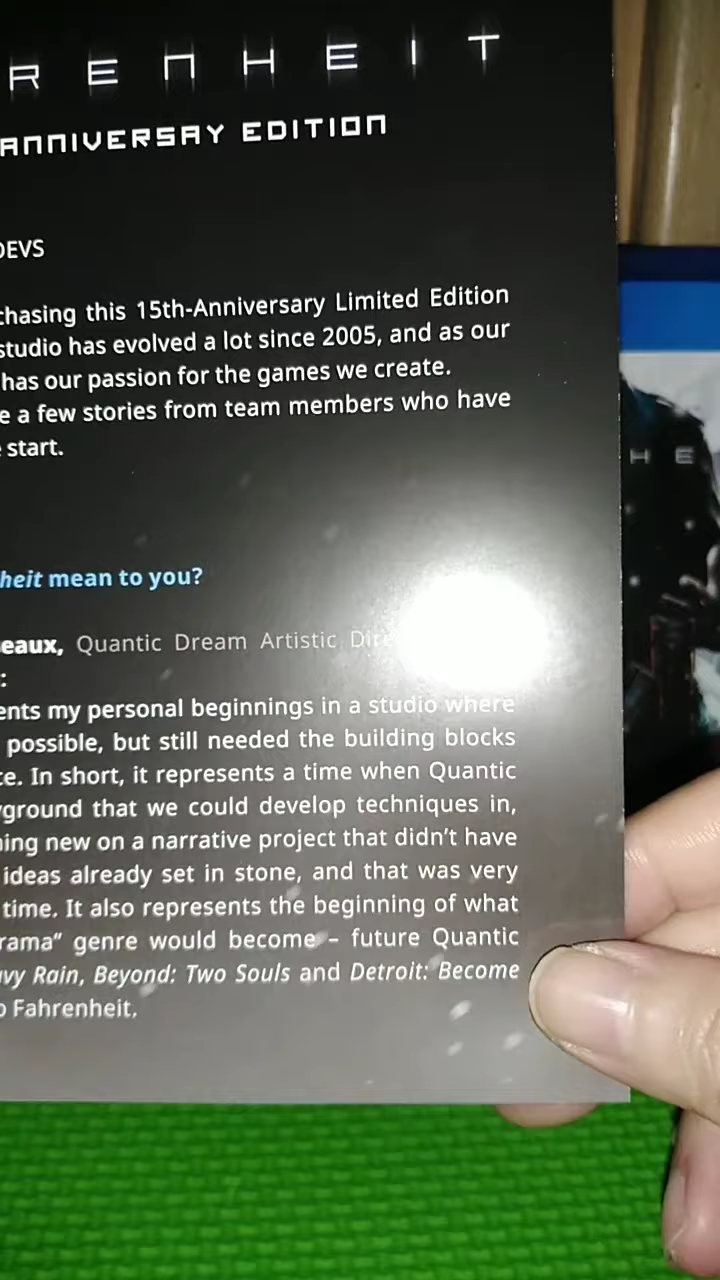 RENHEIT
ANNIVERSARY EDITION
DEVS
chasing this 15th-Anniversary Limited Edition
studio has evolved a lot since 2005, and as our
has our passion for the games we create.
e a few stories from team members who have
start.
heit mean to you?
eaux, Quantic Dream Artistic
:
ents my personal beginnings in a studio where
possible, but still needed the building blocks
ce. In short, it represents a time when Quantic
yground that we could develop techniques in,
hing new on a narrative project that didn't have
ideas already set in stone, and that was very
time. It also represents the beginning of what
rama" genre would become – future Quantic
avy Rain, Beyond: Two Souls and Detroit: Become
o Fahrenheit.
HE